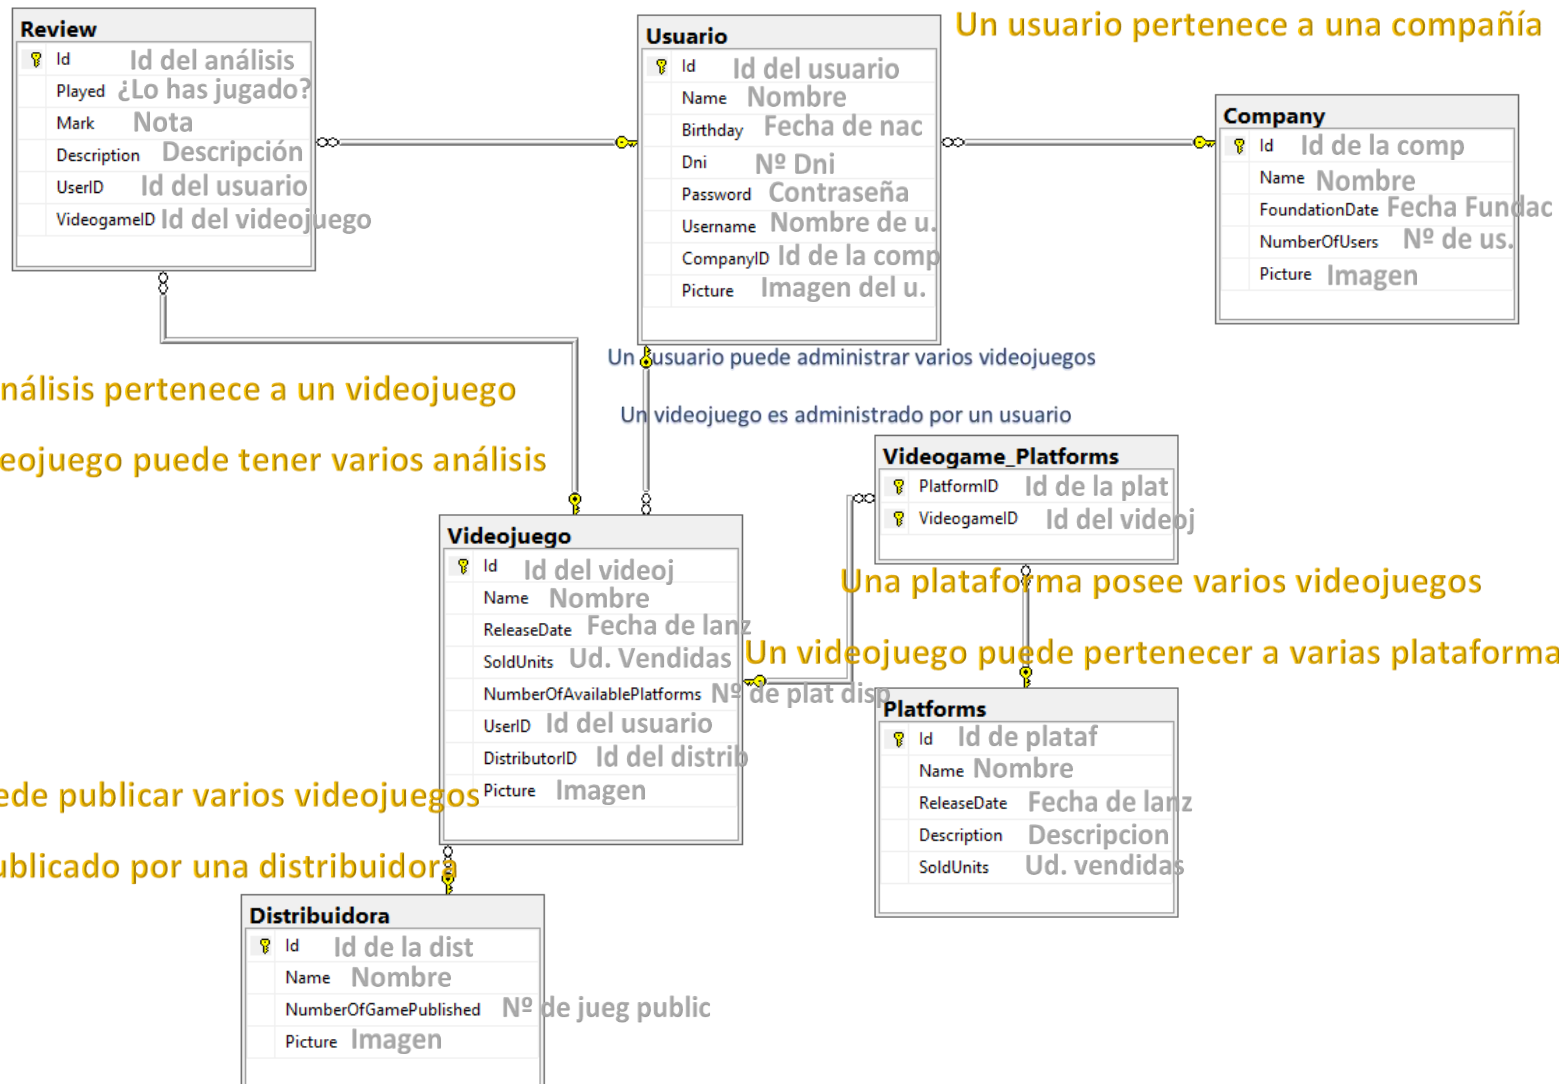 Review
Id Id del análisis
Played ¿Lo has jugado?
Mark Nota
Description Descripción
UserID Id del usuario
VideogameID Id del videojuego
Usuario
Id Id del usuario
Name Nombre
Birthday Fecha de nac
Dni Nº Dni
Password Contraseña
Username Nombre de u.
CompanyID Id de la comp
Picture Imagen del u.
Un usuario pertenece a una compañía
Company
Id Id de la comp
Name Nombre
FoundationDate Fecha Fundac
NumberOfUsers Nº de us.
Picture Imagen
Un usuario puede administrar varios videojuegos
Un videojuego es administrado por un usuario
nálisis pertenece a un videojuego
eojuego puede tener varios análisis
Videogame_Platforms
PlatformID Id de la plat
VideogameID Id del videoj
Una plataforma posee varios videojuegos
Un videojuego puede pertenecer a varias plataforma
Videojuego
Id Id del videoj
Name Nombre
ReleaseDate Fecha de lanz
SoldUnits Ud. Vendidas
NumberOfAvailablePlatforms Nº de plat disp
UserID Id del usuario
DistributorID Id del distrib
Picture Imagen
Platforms
Id Id de plataf
Name Nombre
ReleaseDate Fecha de lanz
Description Descripcion
SoldUnits Ud. vendidas
ede publicar varios videojuegos
ublicado por una distribuidora
Distribuidora
Id Id de la dist
Name Nombre
NumberOfGamePublished Nº de jueg public
Picture Imagen